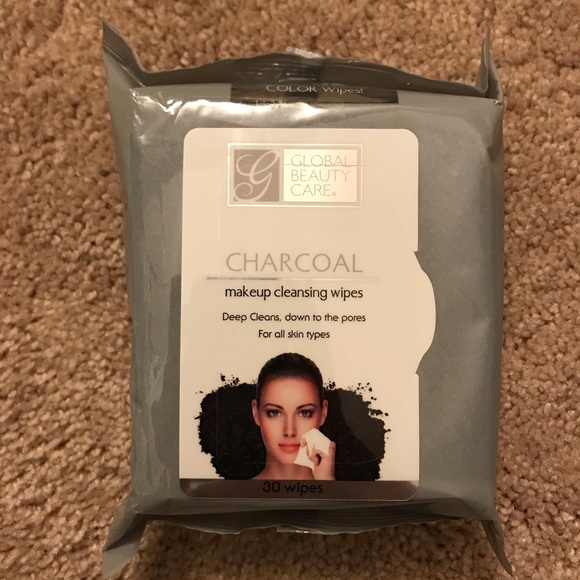 COLOR Wipes!
G
GLOBAL
BEAUTY
CARE®
CHARCOAL
makeup cleansing wipes
Deep Cleans, down to the pores
For all skin types
30 wipes